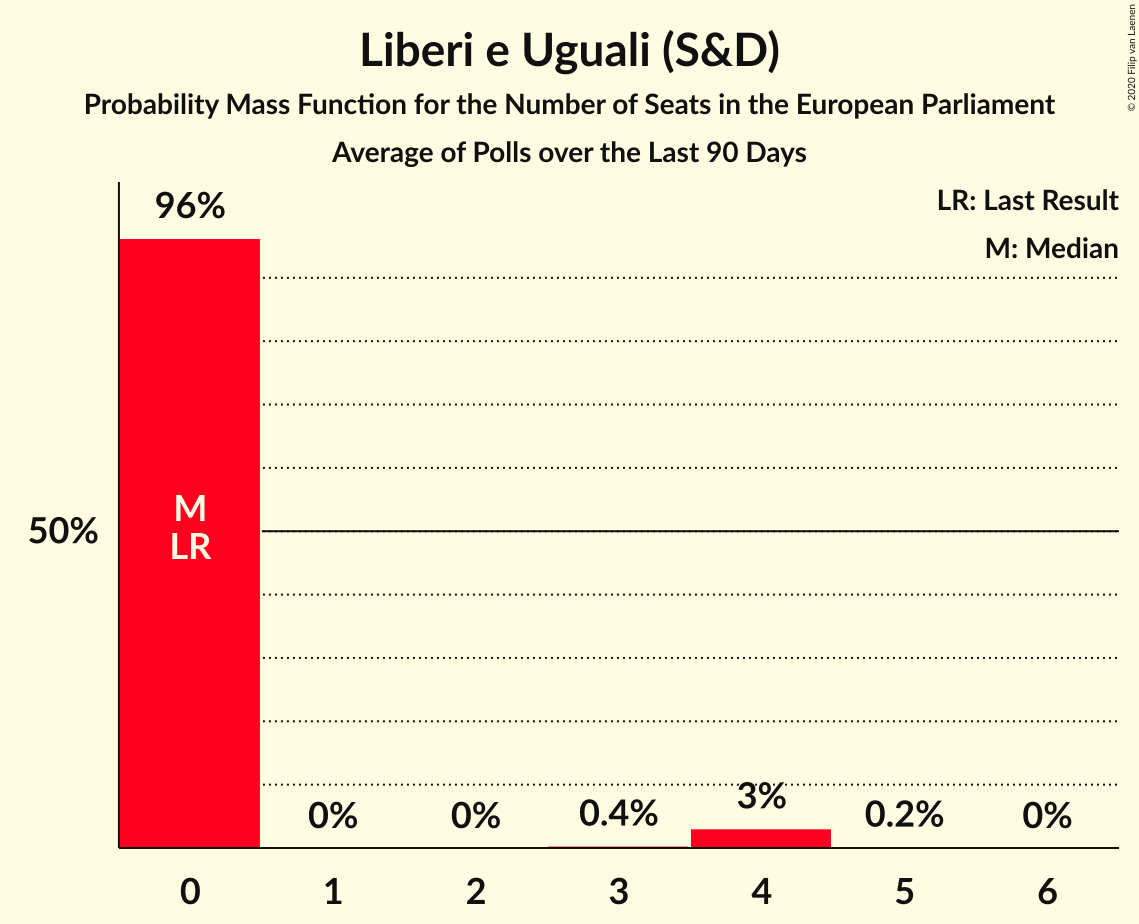 Liberi e Uguali (S&D)
Probability Mass Function for the Number of Seats in the European Parliament
Average of Polls over the Last 90 Days
© 2020 Filip van Laenen
LR: Last Result
M: Median
96%
50%
M
LR
0%
0%
0.4%
3%
0.2%
0%
0
1
2
3
4
5
6